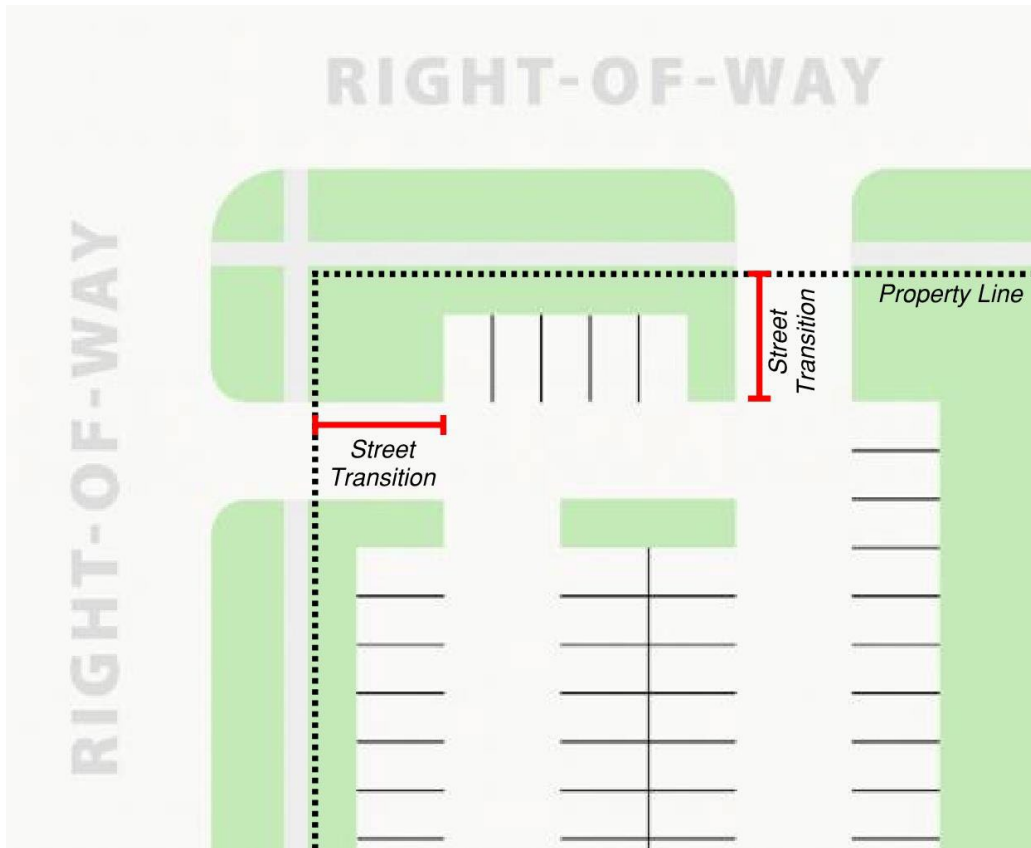 RIGHT-OF-WAY
RIGHT-OF-WAY
Property Line
Street
Transition
Street
Transition